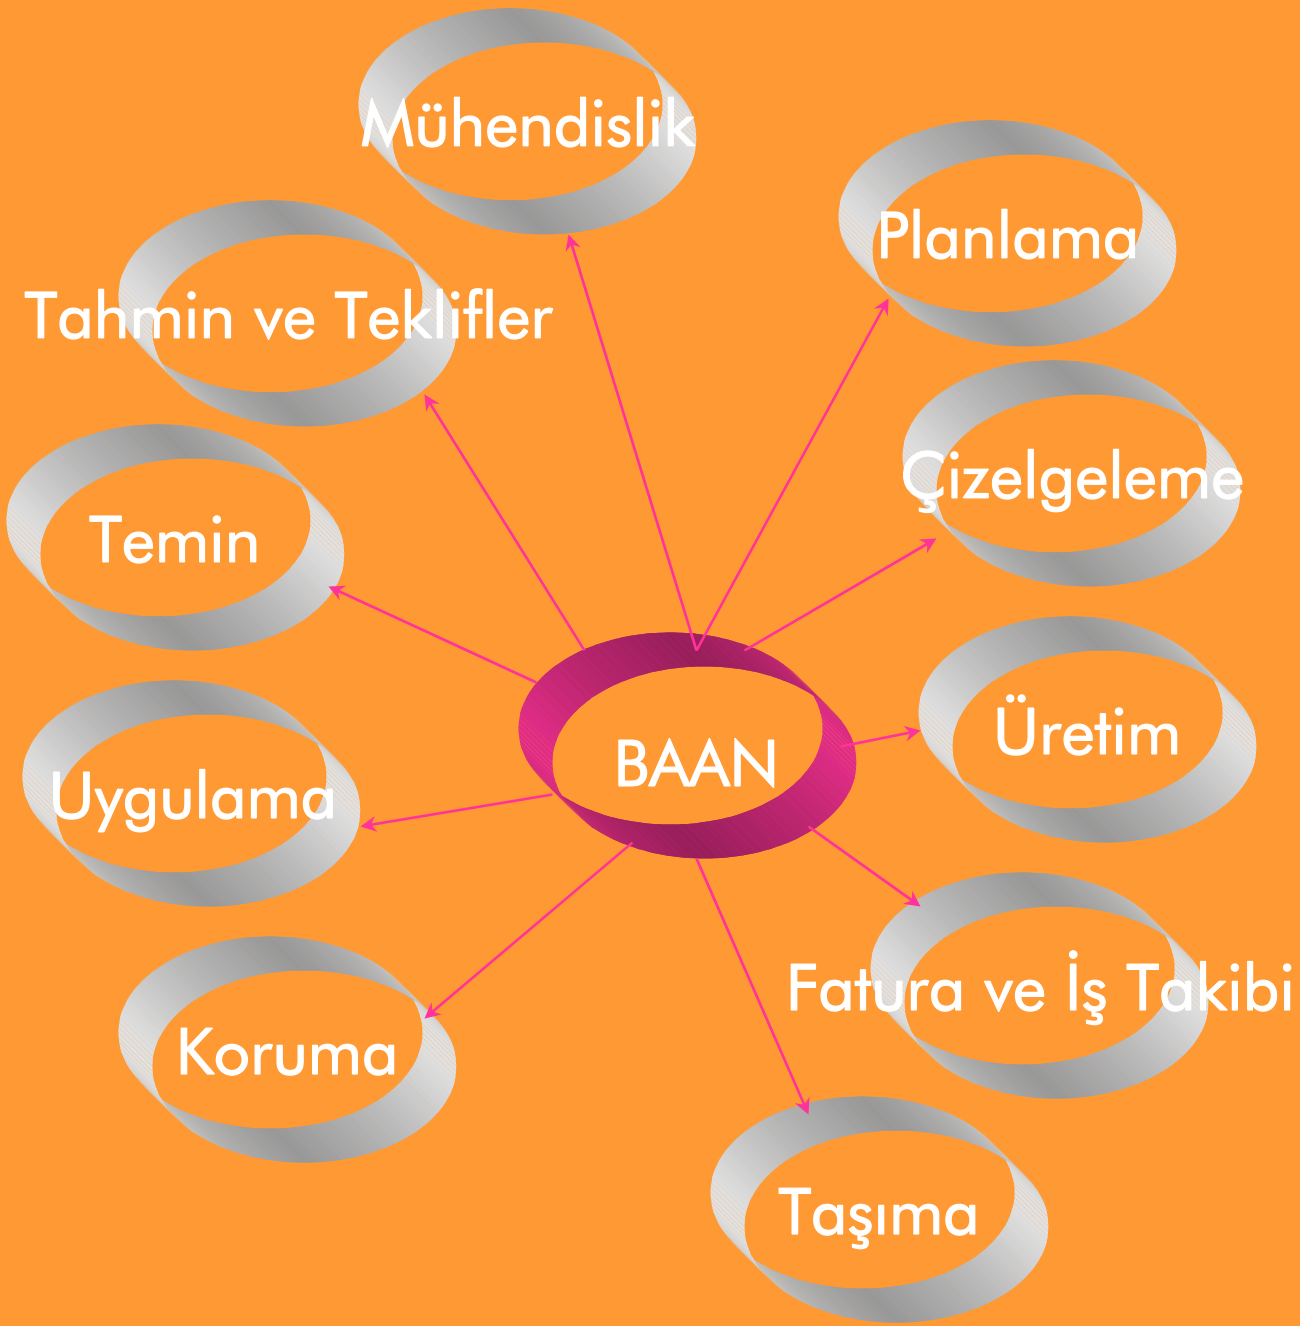 Mühendislik
Planlama
Tahmin ve Teklifler
Çizelgeleme
Temin
Üretim
BAAN
Uygulama
Fatura ve İş Takibi
Koruma
Taşıma